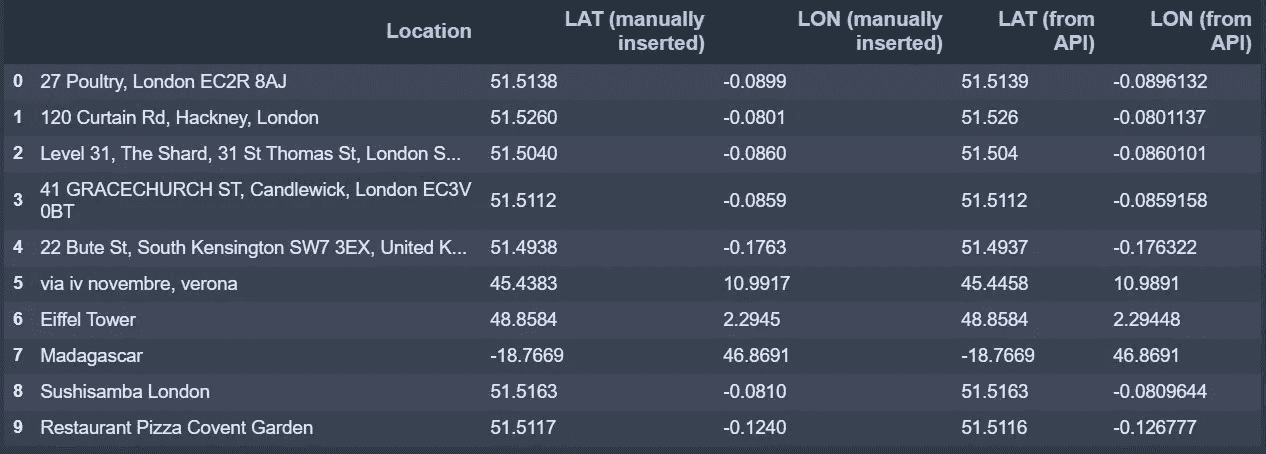 Location LAT (manually inserted) LON (manually inserted) LAT (from API) LON (from API)
0 27 Poultry, London EC2R 8AJ 51.5138 -0.0899 51.5139 -0.0896132
1 120 Curtain Rd, Hackney, London 51.5260 -0.0801 51.526 -0.0801137
2 Level 31, The Shard, 31 St Thomas St, London S... 51.5040 -0.0860 51.504 -0.0860101
3 41 GRACECHURCH ST, Candlewick, London EC3V 0BT 51.5112 -0.0859 51.5112 -0.0859158
4 22 Bute St, South Kensington SW7 3EX, United K... 51.4938 -0.1763 51.4937 -0.176322
5 via iv novembre, verona 45.4383 10.9917 45.4458 10.9891
6 Eiffel Tower 48.8584 2.2945 48.8584 2.29448
7 Madagascar -18.7669 46.8691 -18.7669 46.8691
8 Sushisamba London 51.5163 -0.0810 51.5163 -0.0809644
9 Restaurant Pizza Covent Garden 51.5117 -0.1240 51.5116 -0.126777